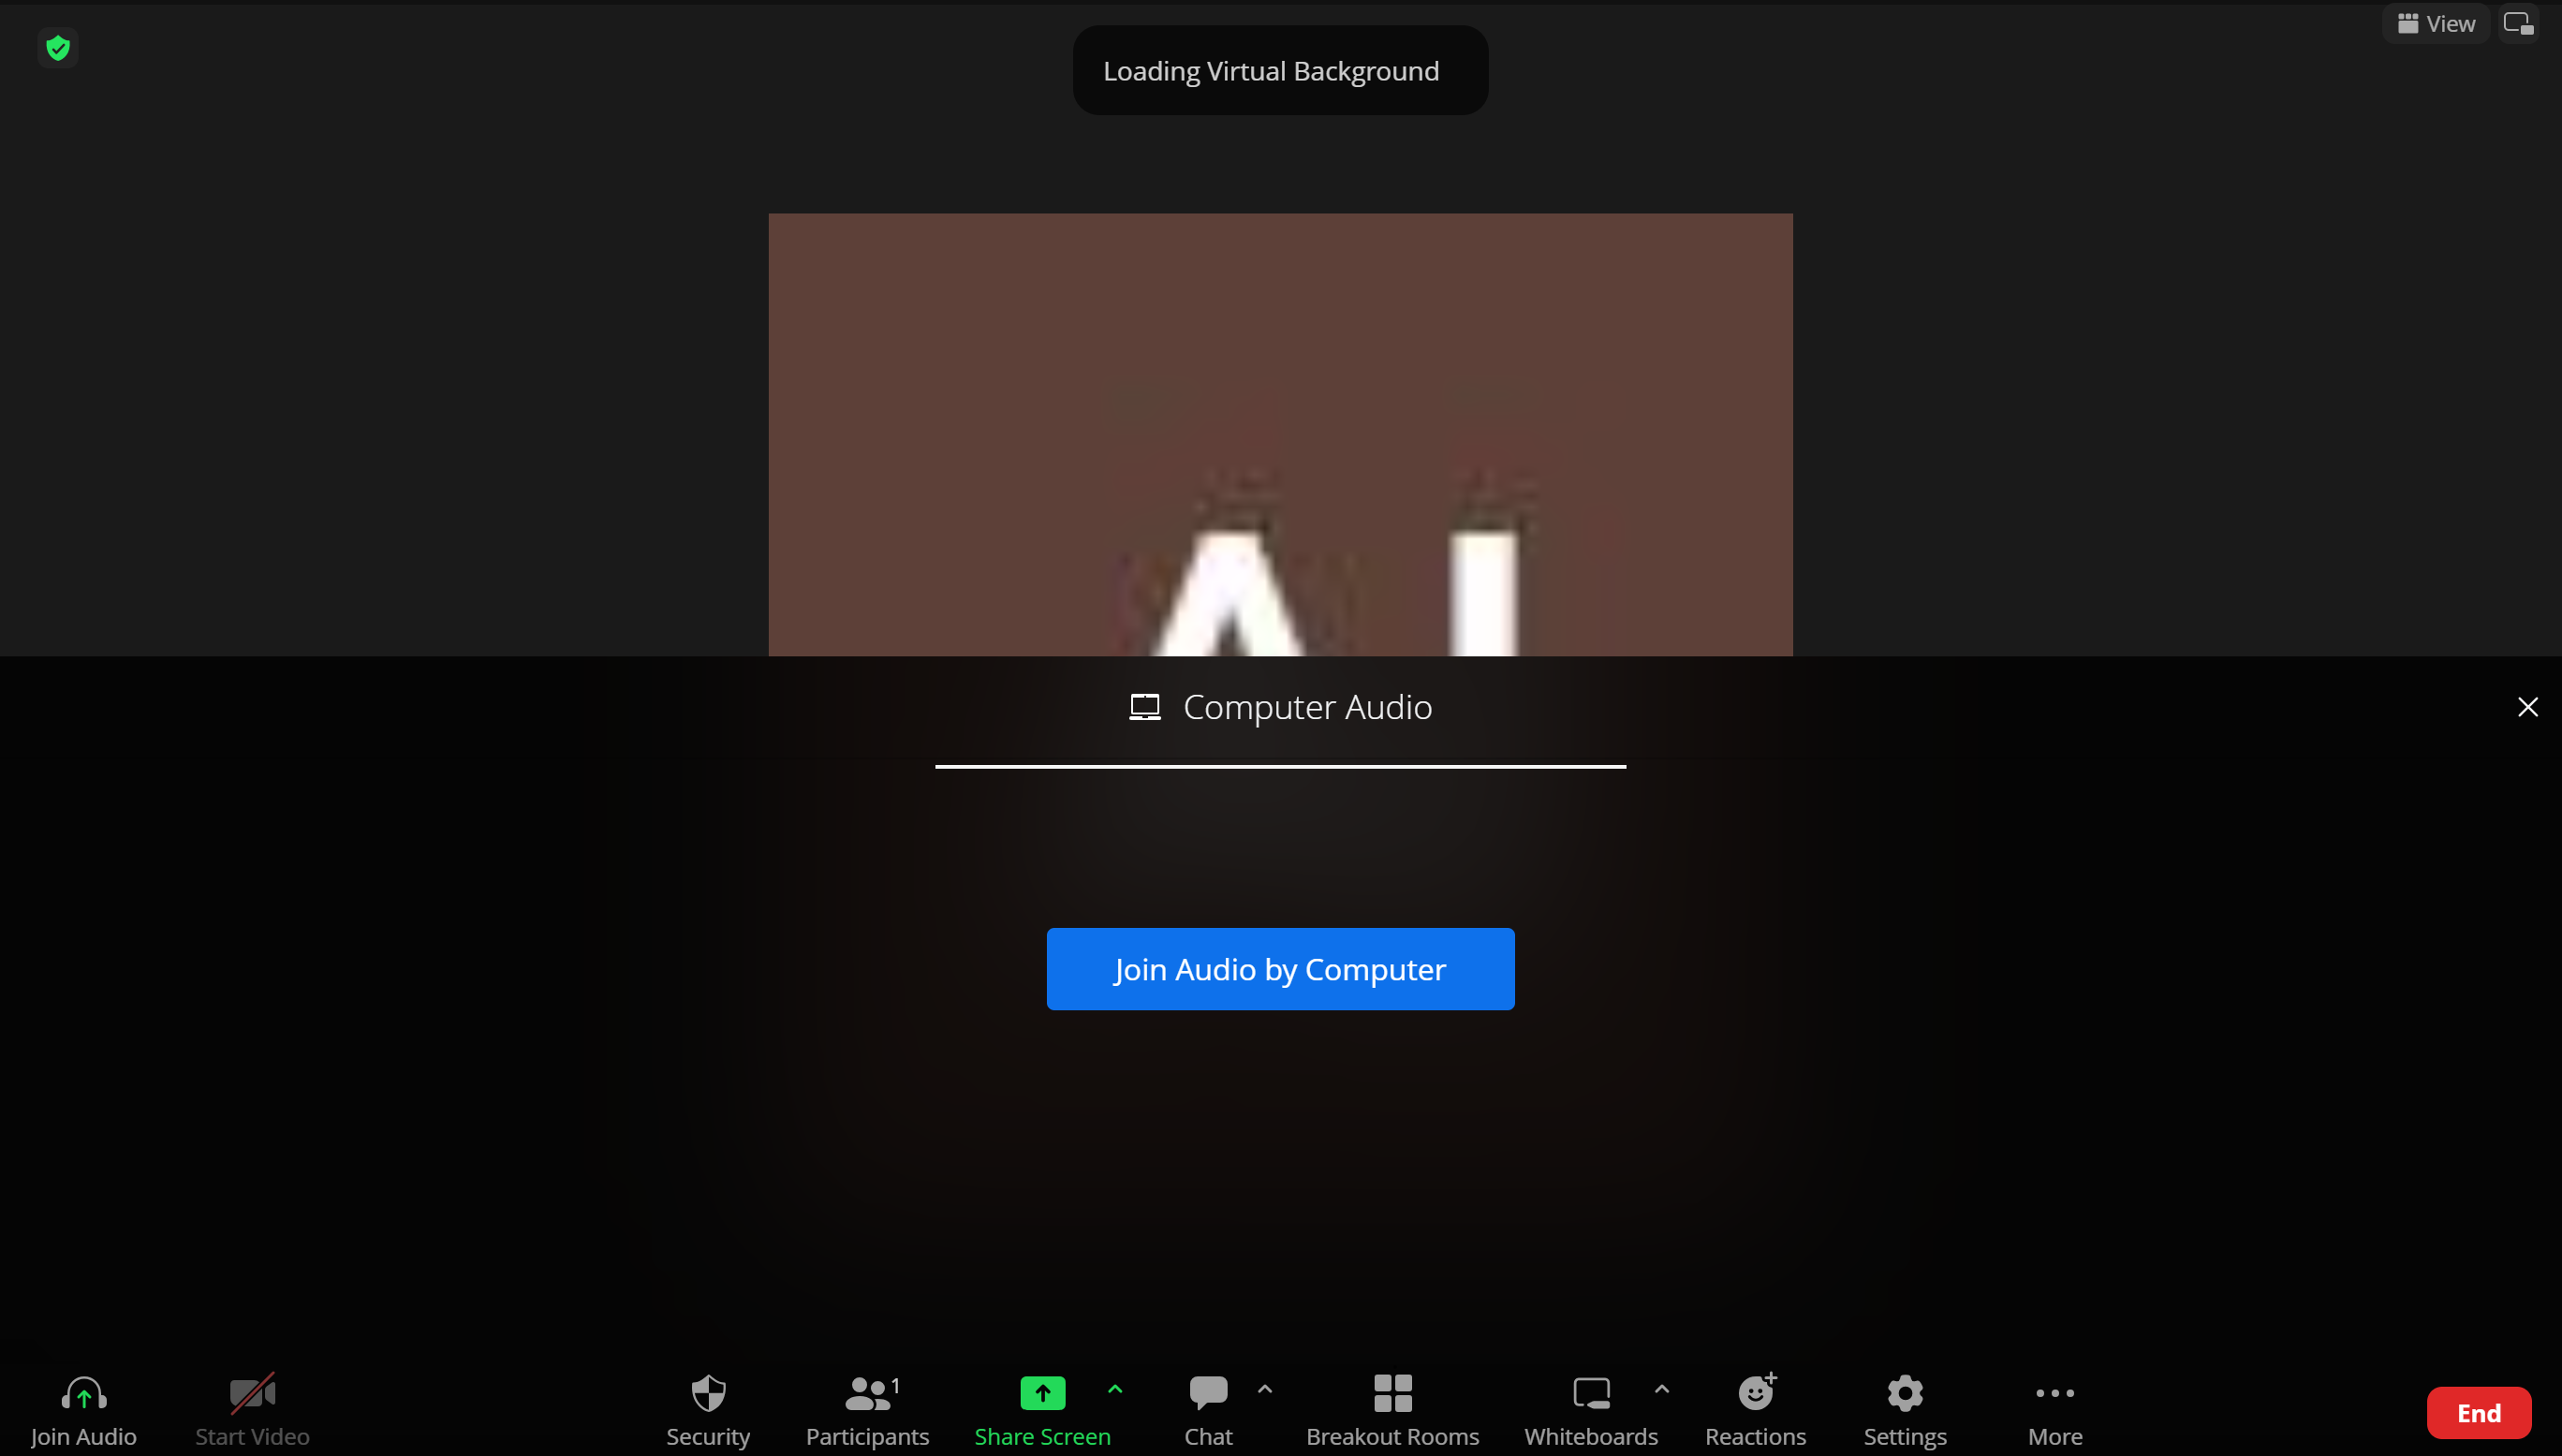 View
Loading Virtual Background
AI
Computer Audio
Join Audio by Computer
1
Join Audio
Start Video
Security
Participants
Share Screen
Chat
Breakout Rooms
Whiteboards
Reactions
Settings
More
End